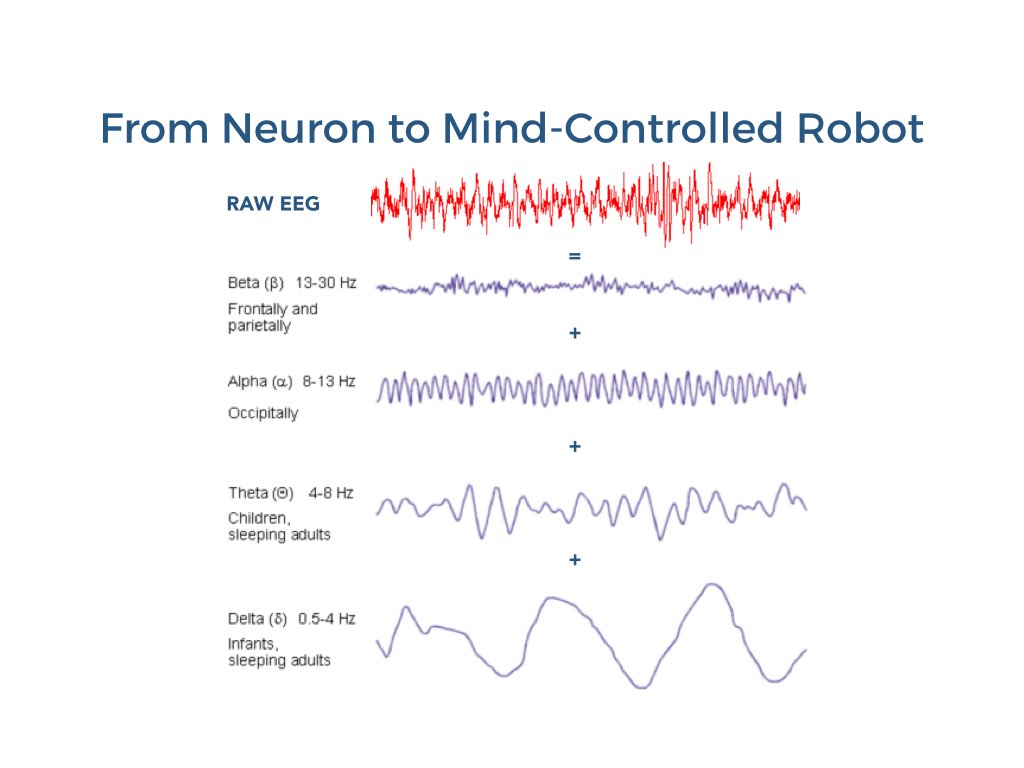 From Neuron to Mind-Controlled Robot
RAW EEG
=
Beta (β) 13-30 Hz
Frontally and
parietally
+
Alpha (α) 8-13 Hz
Occipitally
+
Theta (Θ) 4-8 Hz
Children,
sleeping adults
+
Delta (δ) 0.5-4 Hz
Infants,
sleeping adults